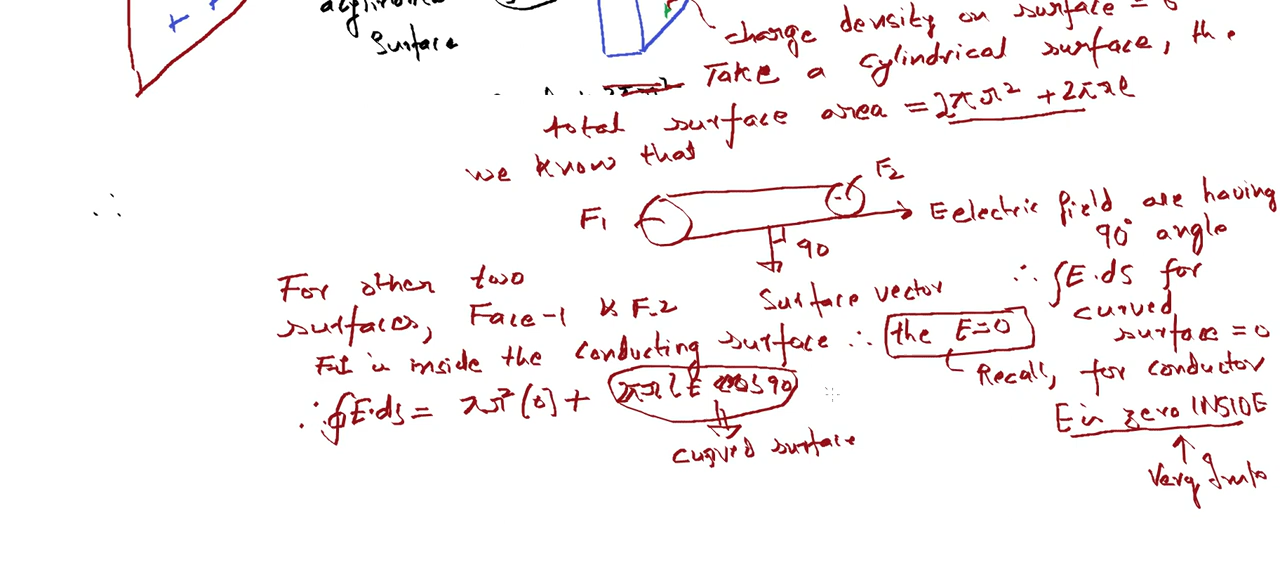 charge density on surface = σ
Surface
Take a cylindrical surface, the
total surface area = 2πr² + 2πrl
we know that
F₁
F₂
90
Eelectric field are having
90° angle
∴
For other two
surfaces, Face-1 & F.2
Surface vector
∴ ∫E.ds for
curved
surface = 0
F1 is inside the conducting surface ∴ the E=0
Recall, for conductor
E is zero INSIDE
∴ ∮E.ds = πr²(0) + 2πrlE cos90
curved surface
Very Imp